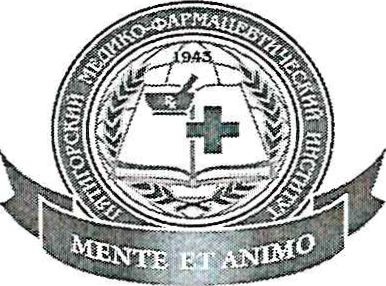 ПЯТИГОРСКИЙ МЕДИКО-ФАРМАЦЕВТИЧЕСКИЙ ИНСТИТУТ
1943
MENTE ET ANIMO